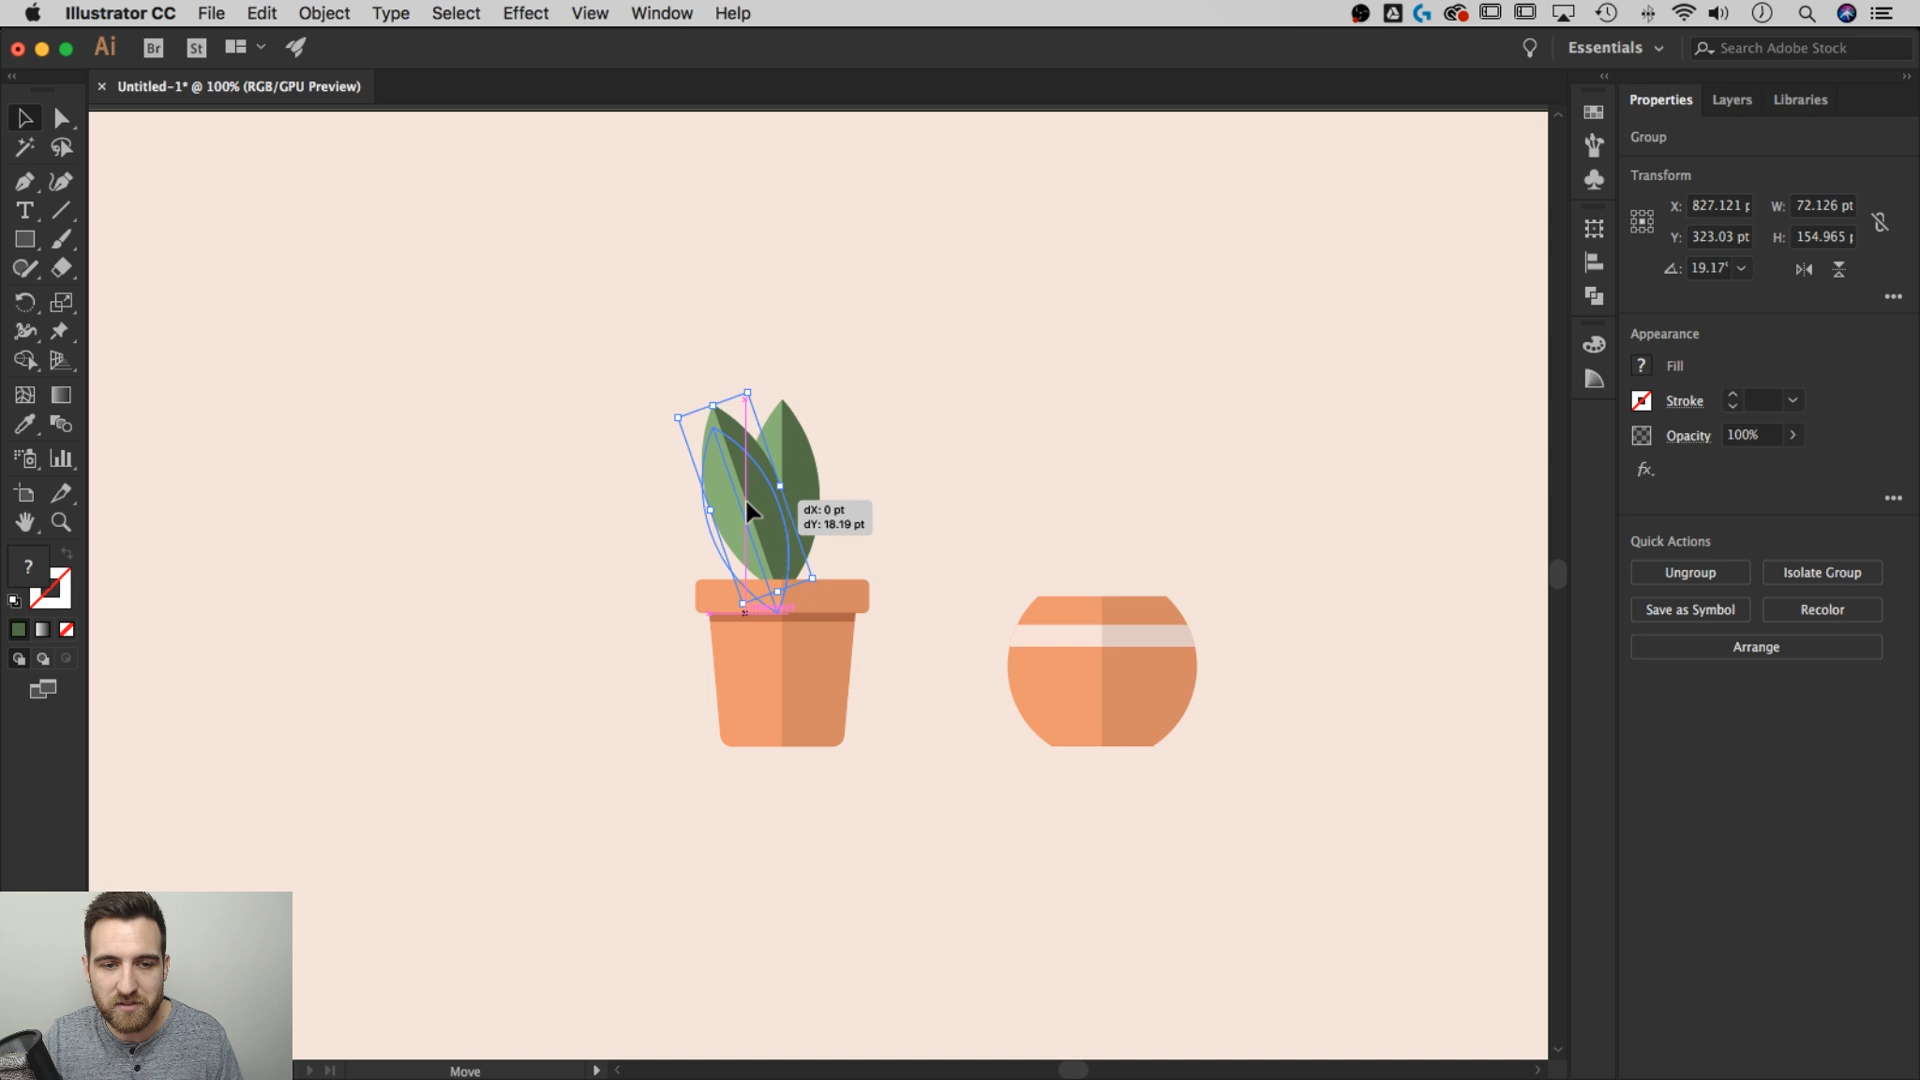 Illustrator CC File Edit Object Type Select Effect View Window Help
Ai Br St Essentials Search Adobe Stock
× Untitled-1* @ 100% (RGB/GPU Preview)
Properties Layers Libraries
Group
Transform
X: 827.121 p W: 72.126 pt
Y: 323.03 pt H: 154.965 p
19.17°
Appearance
? Fill
Stroke
Opacity 100%
fx.
dX: 0 pt
dY: 18.19 pt
Quick Actions
Ungroup Isolate Group
Save as Symbol Recolor
Arrange
?
Move